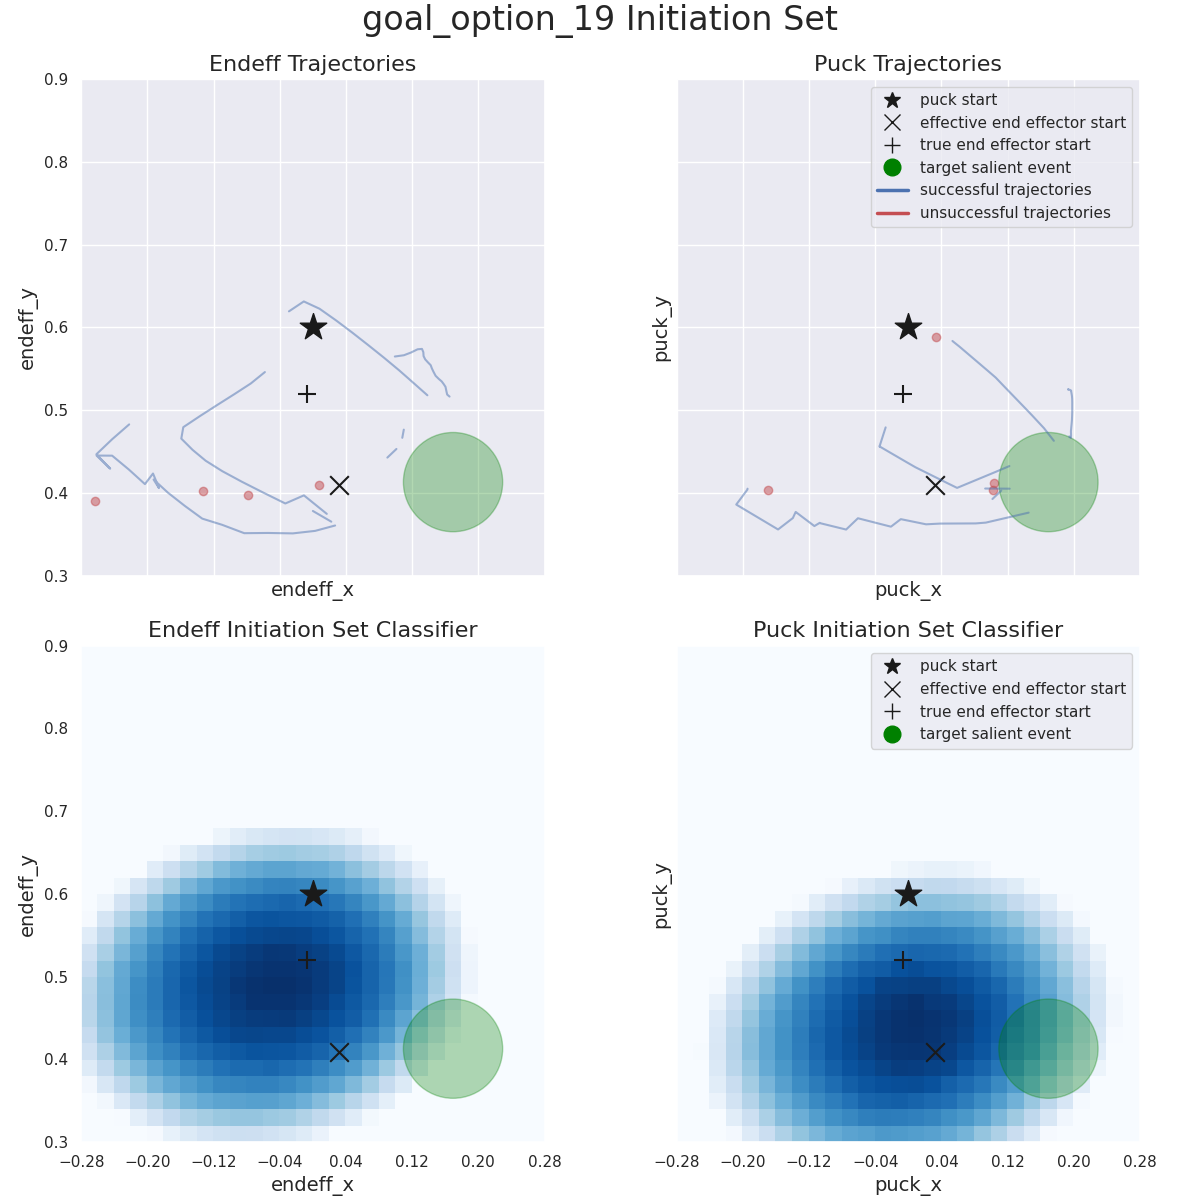 goal_option_19 Initiation Set
Endeff Trajectories
0.9
0.8
0.7
0.6
0.5
0.4
0.3
endeff_y
endeff_x
Puck Trajectories
puck start
effective end effector start
true end effector start
target salient event
successful trajectories
unsuccessful trajectories
puck_y
puck_x
Endeff Initiation Set Classifier
0.9
0.8
0.7
0.6
0.5
0.4
0.3
endeff_y
−0.28 −0.20 −0.12 −0.04 0.04 0.12 0.20 0.28
endeff_x
Puck Initiation Set Classifier
puck start
effective end effector start
true end effector start
target salient event
puck_y
−0.28 −0.20 −0.12 −0.04 0.04 0.12 0.20 0.28
puck_x